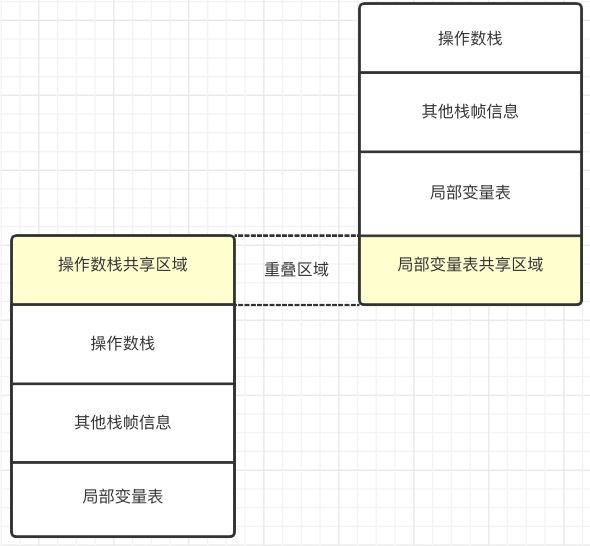 操作数栈
其他栈帧信息
局部变量表
局部变量表共享区域
重叠区域
操作数栈共享区域
操作数栈
其他栈帧信息
局部变量表